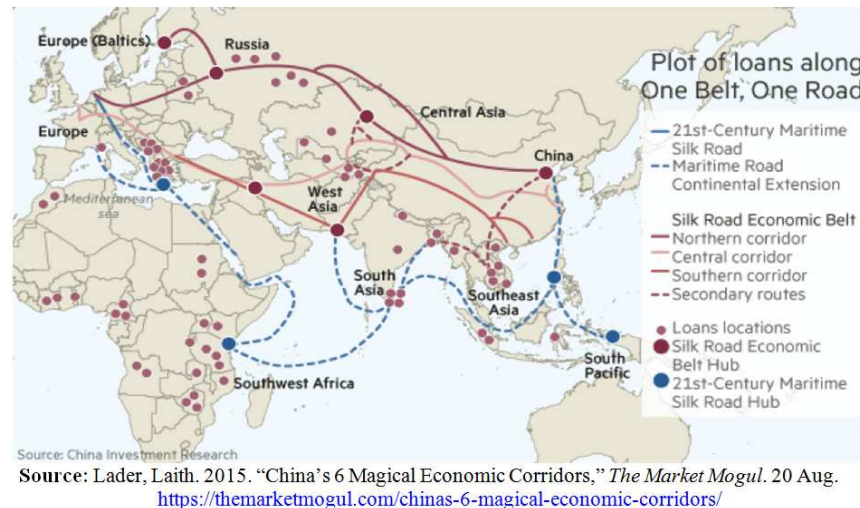 Europe (Baltics)
Russia
Central Asia
Europe
China
Mediterranean
sea
West
Asia
South
Asia
Southeast
Asia
South
Pacific
Southwest Africa
Plot of loans along
One Belt, One Road
21st-Century Maritime
Silk Road
Maritime Road
Continental Extension
Silk Road Economic Belt
Northern corridor
Central corridor
Southern corridor
Secondary routes
Loans locations
Silk Road Economic
Belt Hub
21st-Century Maritime
Silk Road Hub
Source: China Investment Research
Source: Lader, Laith. 2015. “China’s 6 Magical Economic Corridors,” The Market Mogul. 20 Aug.
https://themarketmogul.com/chinas-6-magical-economic-corridors/